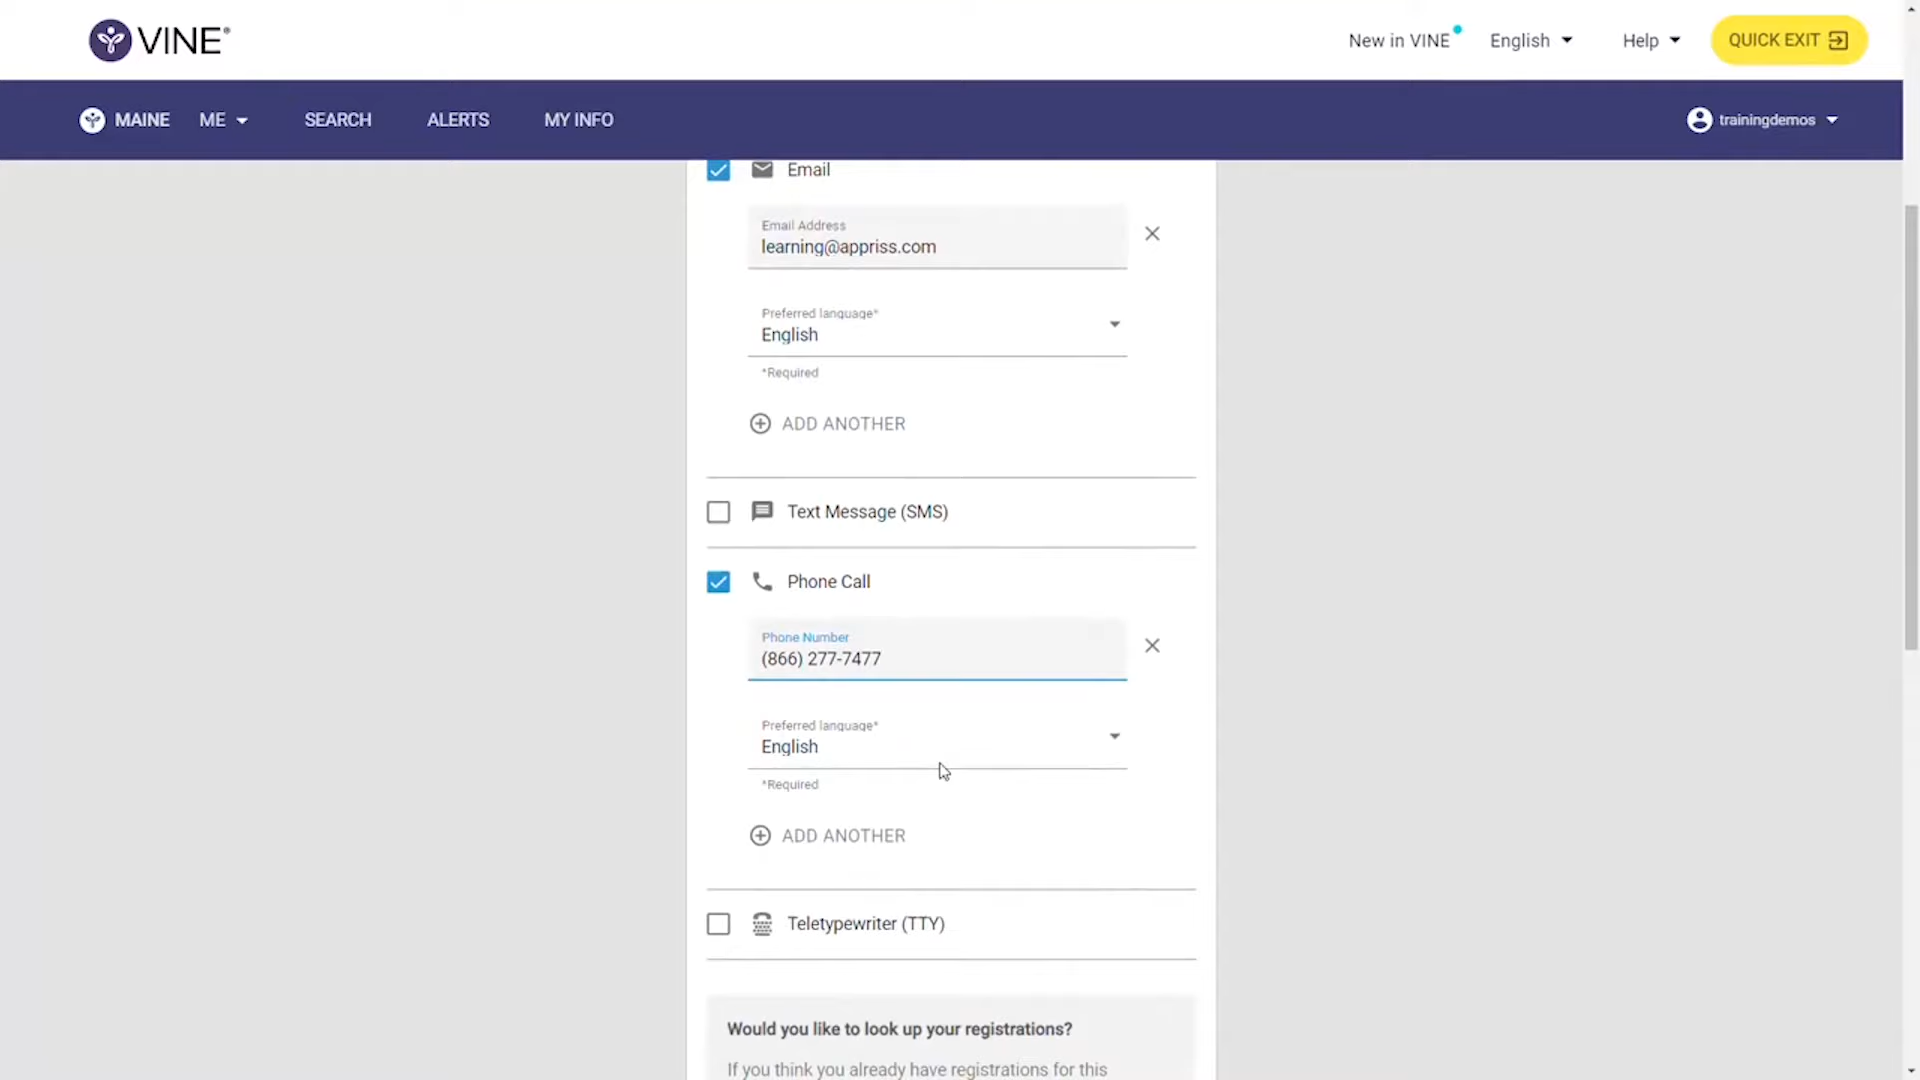 VINE®
New in VINE
English
Help
QUICK EXIT
MAINE
ME
SEARCH
ALERTS
MY INFO
trainingdemos
Email
Email Address
learning@appriss.com
Preferred language*
English
*Required
ADD ANOTHER
Text Message (SMS)
Phone Call
Phone Number
(866) 277-7477
Preferred language*
English
*Required
ADD ANOTHER
Teletypewriter (TTY)
Would you like to look up your registrations?
If you think you already have registrations for this